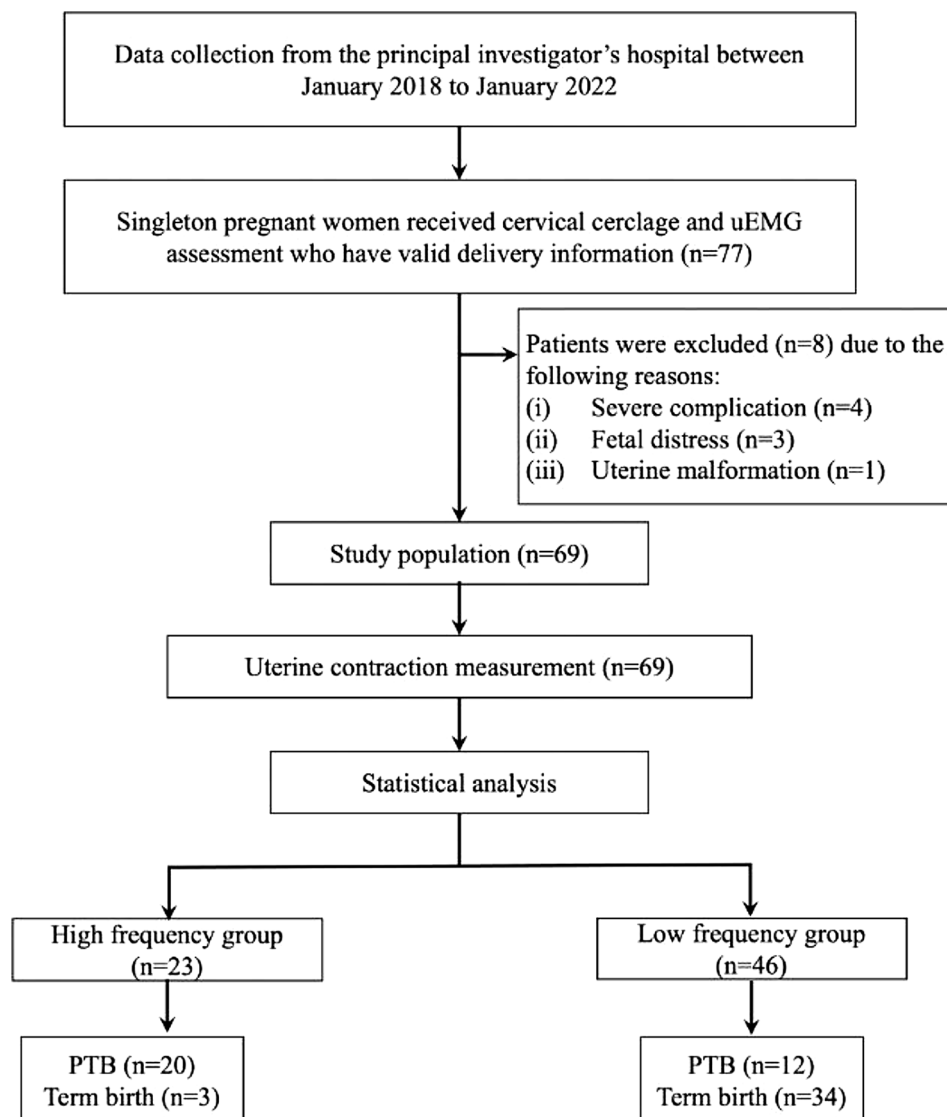 Data collection from the principal investigator's hospital between
January 2018 to January 2022
Singleton pregnant women received cervical cerclage and uEMG
assessment who have valid delivery information (n=77)
Patients were excluded (n=8) due to the
following reasons:
(i) Severe complication (n=4)
(ii) Fetal distress (n=3)
(iii) Uterine malformation (n=1)
Study population (n=69)
Uterine contraction measurement (n=69)
Statistical analysis
High frequency group
(n=23)
Low frequency group
(n=46)
PTB (n=20)
Term birth (n=3)
PTB (n=12)
Term birth (n=34)